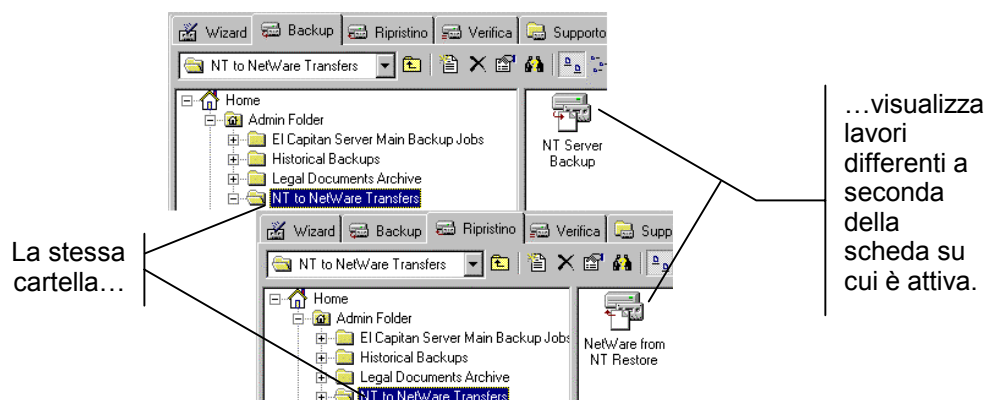 Wizard Backup Ripristino Verifica Supporto
NT to NetWare Transfers
Home
Admin Folder
El Capitan Server Main Backup Jobs
Historical Backups
Legal Documents Archive
NT to NetWare Transfers
NT Server
Backup
Wizard Backup Ripristino Verifica Supp
NT to NetWare Transfers
Home
Admin Folder
El Capitan Server Main Backup Jobs
Historical Backups
Legal Documents Archive
NT to NetWare Transfers
NetWare from
NT Restore
La stessa
cartella…
…visualizza
lavori
differenti a
seconda
della
scheda su
cui è attiva.